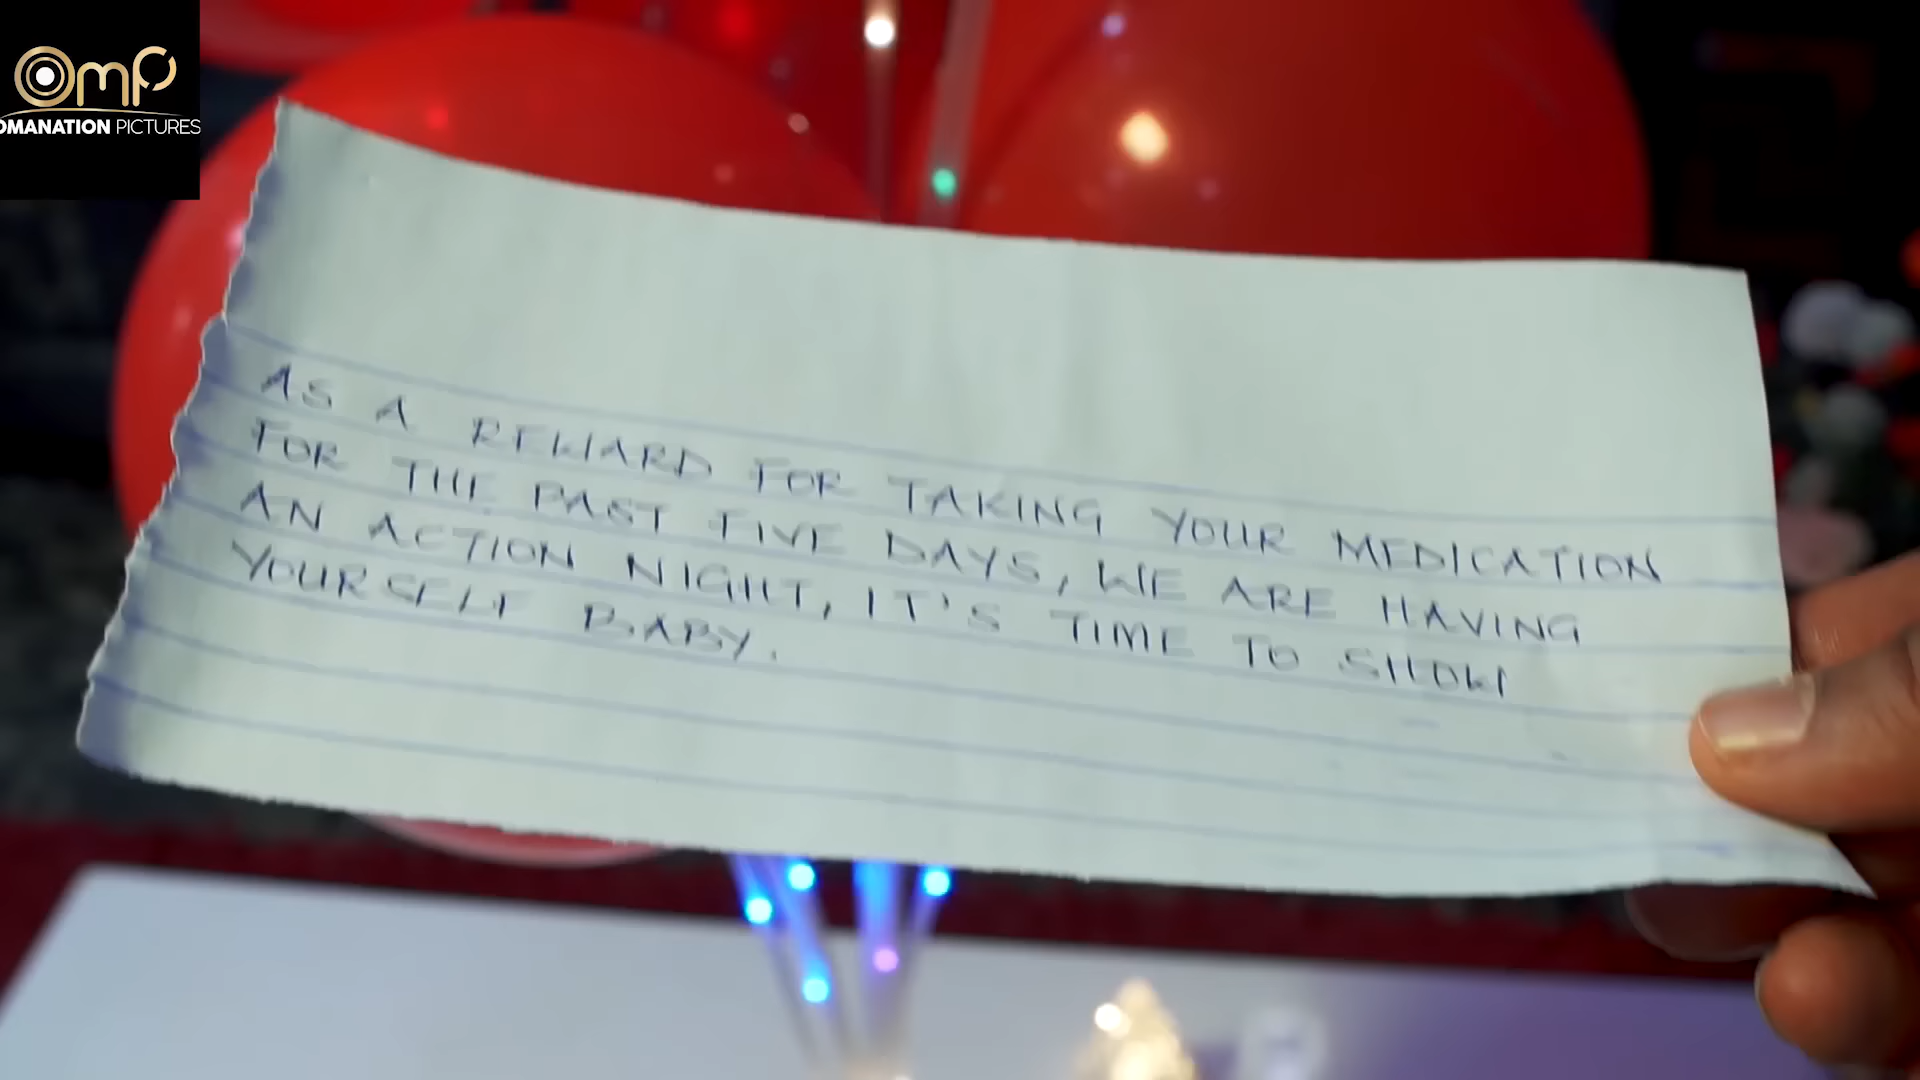 OMP
OMANATION PICTURES
AS A REWARD FOR TAKING YOUR MEDICATION
FOR THE PAST FIVE DAYS, WE ARE HAVING
AN ACTION NIGHT, IT'S TIME TO SHOW
YOURSELF BABY.